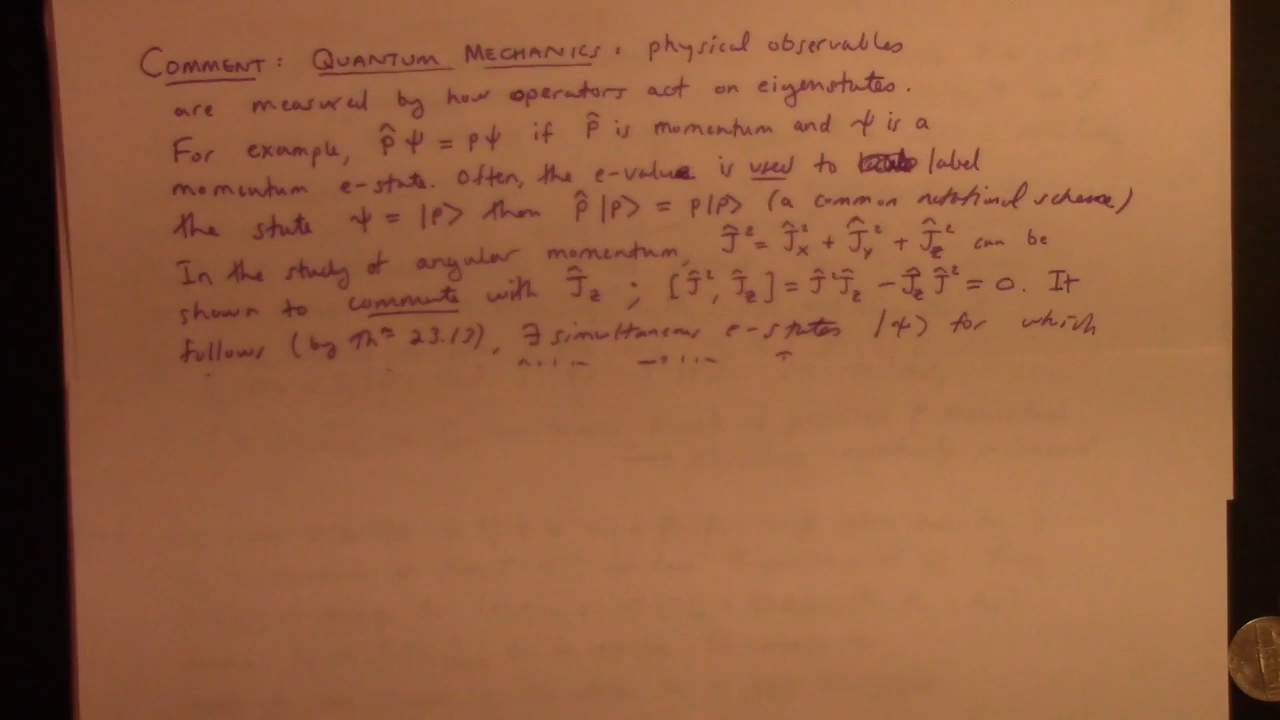 COMMENT: QUANTUM MECHANICS: physical observables
are measured by how operators act on eigenstates.
For example, p̂ψ = pψ if p̂ is momentum and ψ is a
momentum e-state. Often, the e-value is used to label
the state ψ = |p> then p̂|p> = p|p> (a common notational scheme)
In the study of angular momentum, Ĵ² = Ĵx² + Ĵy² + Ĵz² can be
shown to commute with Ĵz ; [Ĵ², Ĵz] = Ĵ²Ĵz − ĴzĴ² = 0. It
follows (by Thᵐ 23.13), ∃ simultaneous e-states |ψ> for which